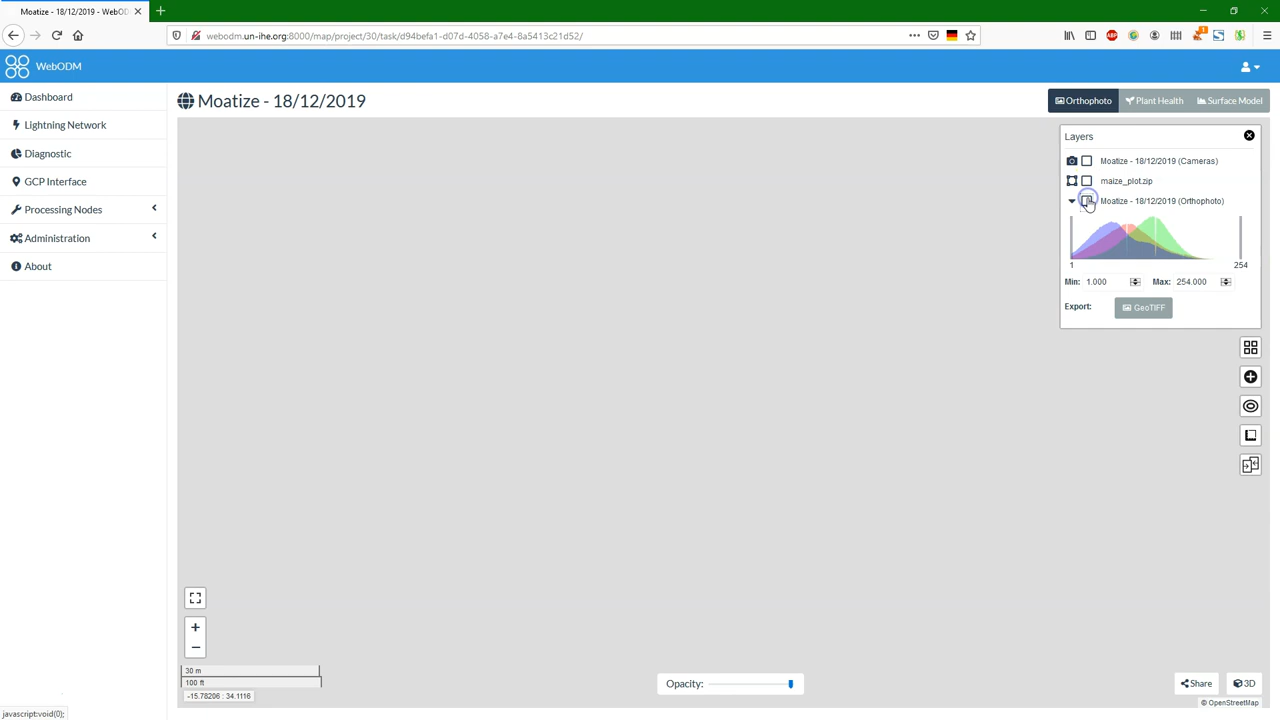 Moatize - 18/12/2019 - WebODM
webodm.un-ihe.org:8000/map/project/30/task/d94befa1-d07d-4058-a7e4-8a5413c21d52/
WebODM
Dashboard
Lightning Network
Diagnostic
GCP Interface
Processing Nodes
Administration
About
Moatize - 18/12/2019
Orthophoto
Plant Health
Surface Model
Layers
Moatize - 18/12/2019 (Cameras)
maize_plot.zip
Moatize - 18/12/2019 (Orthophoto)
1
254
Min: 1.000
Max: 254.000
Export:
GeoTIFF
+
−
30 m
100 ft
-15.78206 : 34.1116
Opacity:
Share
3D
© OpenStreetMap
javascript:void(0);